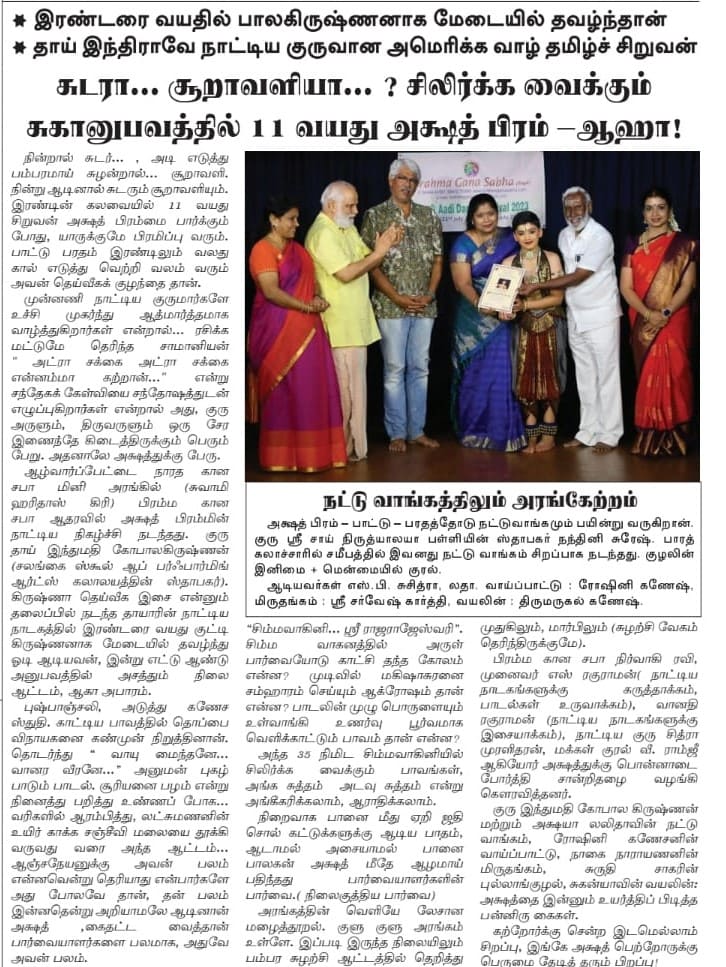 * இரண்டரை வயதில் பாலகிருஷ்ணனாக மேடையில் தவழ்ந்தான்
* தாய் இந்திராவே நாட்டிய குருவான அமெரிக்க வாழ் தமிழ்ச் சிறுவன்
சுடரா... சூறாவளியா... ? சிலிர்க்க வைக்கும்
சுகானுபவத்தில் 11 வயது அக்ஷத் பிரம் –ஆஹா!
நின்றால் சுடர்... , அடி எடுத்து
பம்பரமாய் சுழன்றால்... சூறாவளி.
நின்று ஆடினால் சுடரும் சூறாவளியும்.
இரண்டின் கலவையில் 11 வயது
சிறுவன் அக்ஷத் பிரம்மை பார்க்கும்
போது, யாருக்குமே பிரமிப்பு வரும்.
பாட்டு பரதம் இரண்டிலும் வலது
கால் எடுத்து வெற்றி வலம் வரும்
அவன் தெய்வீகக் குழந்தை தான்.
முன்னணி நாட்டிய குருமார்களே
உச்சி முகர்ந்து ஆத்மார்த்தமாக
வாழ்த்துகிறார்கள் என்றால்... ரசிக்க
மட்டுமே தெரிந்த சாமானியன்
" அட்ரா சக்கை அட்ரா சக்கை
என்னம்மா கற்றான்..." என்று
சந்தேகக் கேள்வியை சந்தோஷத்துடன்
எழுப்புகிறார்கள் என்றால் அது, குரு
அருளும், திருவருளும் ஒரு சேர
இணைத்தே கிடைத்திருக்கும் பெரும்
பேறு. அதனாலே அக்ஷத்துக்கு பேரு.
ஆழ்வார்ப்பேட்டை நாரத கான
சபா மினி அரங்கில் (சுவாமி
ஹரிதாஸ் கிரி) பிரம்ம கான
சபா ஆதரவில் அக்ஷத் பிரம்மின்
நாட்டிய நிகழ்ச்சி நடந்தது. குரு
தாய் இந்துமதி கோபாலகிருஷ்ணன்
(சலங்கை ஸ்கூல் ஆப் பர்ஃபார்மிங்
ஆர்ட்ஸ் கலாலயத்தின் ஸ்தாபகர்).
கிருஷ்ணா தெய்வீக இசை என்னும்
தலைப்பில் நடந்த தாயாரின் நாட்டிய
நாடகத்தில் இரண்டரை வயது குட்டி
கிருஷ்ணனாக மேடையில் தவழ்ந்து
ஓடி ஆடியவன், இன்று எட்டு ஆண்டு
அனுபவத்தில் அசத்தும் நிலை
ஆட்டம், ஆகா அபாரம்.
புஷ்பாஞ்சலி, அடுத்து கணேச
ஸ்துதி. காட்டிய பாவத்தில் தொப்பை
விநாயகனை கண்முன் நிறுத்தினான்.
தொடர்ந்து " வாயு மைந்தனே...
வானர வீரனே..." அனுமன் புகழ்
பாடும் பாடல். சூரியனை பழம் என்று
நினைத்து பறித்து உண்ணப் போக...
வரிகளில் ஆரம்பித்து, லட்சுமணனின்
உயிர் காக்க சஞ்சீவி மலையை தூக்கி
வருவது வரை அந்த ஆட்டம்...
ஆஞ்சநேயனுக்கு அவன் பலம்
என்னவென்று தெரியாது என்பார்களே
அது போலவே தான், தன் பலம்
இன்னதென்று அறியாமலே ஆடினான்
அக்ஷத் ,கைதட்ட வைத்தான்
பார்வையாளர்களை பலமாக, அதுவே
அவன் பலம்.
Brahma Gana Sabha (Regd)
Aadi Dance Festival 2023
நட்டு வாங்கத்திலும் அரங்கேற்றம்
அக்ஷத் பிரம் – பாட்டு – பரதத்தோடு நட்டுவாங்கமும் பயின்று வருகிறான்.
குரு ஸ்ரீ சாய் நிருத்யாலயா பள்ளியின் ஸ்தாபகர் நந்தினி சுரேஷ். பாரத்
கலாச்சாரில் சமீபத்தில் இவனது நட்டு வாங்கம் சிறப்பாக நடந்தது. குழலின்
இனிமை + மென்மையில் குரல்.
ஆடியவர்கள் எஸ்.பி. சுசித்ரா, லதா. வாய்ப்பாட்டு : ரோஷினி கணேஷ்,
மிருதங்கம் : ஸ்ரீ சர்வேஷ் கார்த்தி, வயலின் : திருமருகல் கணேஷ்.
"சிம்மவாகினி... ஸ்ரீ ராஜராஜேஸ்வரி".
சிம்ம வாகனத்தில் அருள்
பார்வையோடு காட்சி தந்த கோலம்
என்ன? முடிவில் மகிஷாசுரனை
சம்ஹாரம் செய்யும் ஆக்ரோஷம் தான்
என்ன? பாடலின் முழு பொருளையும்
உள்வாங்கி உணர்வு பூர்வமாக
வெளிக்காட்டும் பாவம் தான் என்ன?
அந்த 35 நிமிட சிம்மவாகினியில்
சிலிர்க்க வைக்கும் பாவங்கள்,
அங்க சுத்தம் அடவு சுத்தம் என்று
அங்கீகரிக்கலாம், ஆராதிக்கலாம்.
நிறைவாக பானை மீது ஏறி ஜதி
சொல் கட்டுக்களுக்கு ஆடிய பாதம்,
ஆடாமல் அசையாமல் பானை
பாலகன் அக்ஷத் மீதே ஆழமாய்
பதிந்தது பார்வையாளர்களின்
பார்வை.( நிலைகுத்திய பார்வை)
அரங்கத்தின் வெளியே லேசான
மழைத்தூறல். குளு குளு அரங்கம்
உள்ளே. இப்படி இருந்த நிலையிலும்
பம்பர சுழற்சி ஆட்டத்தில் தெறித்து
முதுகிலும், மார்பிலும் (சுழற்சி வேகம்
தெரிந்திருக்குமே).
பிரம்ம கான சபா நிர்வாகி ரவி,
முனைவர் எஸ் ரகுராமன்( நாட்டிய
நாடகங்களுக்கு கருத்தாக்கம்,
பாடல்கள் உருவாக்கம்), வானதி
ரகுராமன் (நாட்டிய நாடகங்களுக்கு
இசையாக்கம்), நாட்டிய குரு சித்ரா
முரளிதரன், மக்கள் குரல் வீ. ராம்ஜீ
ஆகியோர் அக்ஷத்துக்கு பொன்னாடை
போர்த்தி சான்றிதழை வழங்கி
கௌரவித்தனர்.
குரு இந்துமதி கோபால கிருஷ்ணன்
மற்றும் அக்ஷயா லலிதாவின் நட்டு
வாங்கம், ரோஷினி கணேசனின்
வாய்ப்பாட்டு, நாகை நாராயணனின்
மிருதங்கம், சுருதி சாகரின்
புல்லாங்குழல், சுகன்யாவின் வயலின்:
அக்ஷத்தை இன்னும் உயர்த்திப் பிடித்த
பன்னிரு கைகள்.
கற்றோர்க்கு சென்ற இடமெல்லாம்
சிறப்பு, இங்கே அக்ஷத் பெற்றோருக்கு
பெருமை தேடித் தரும் பிறப்பு!